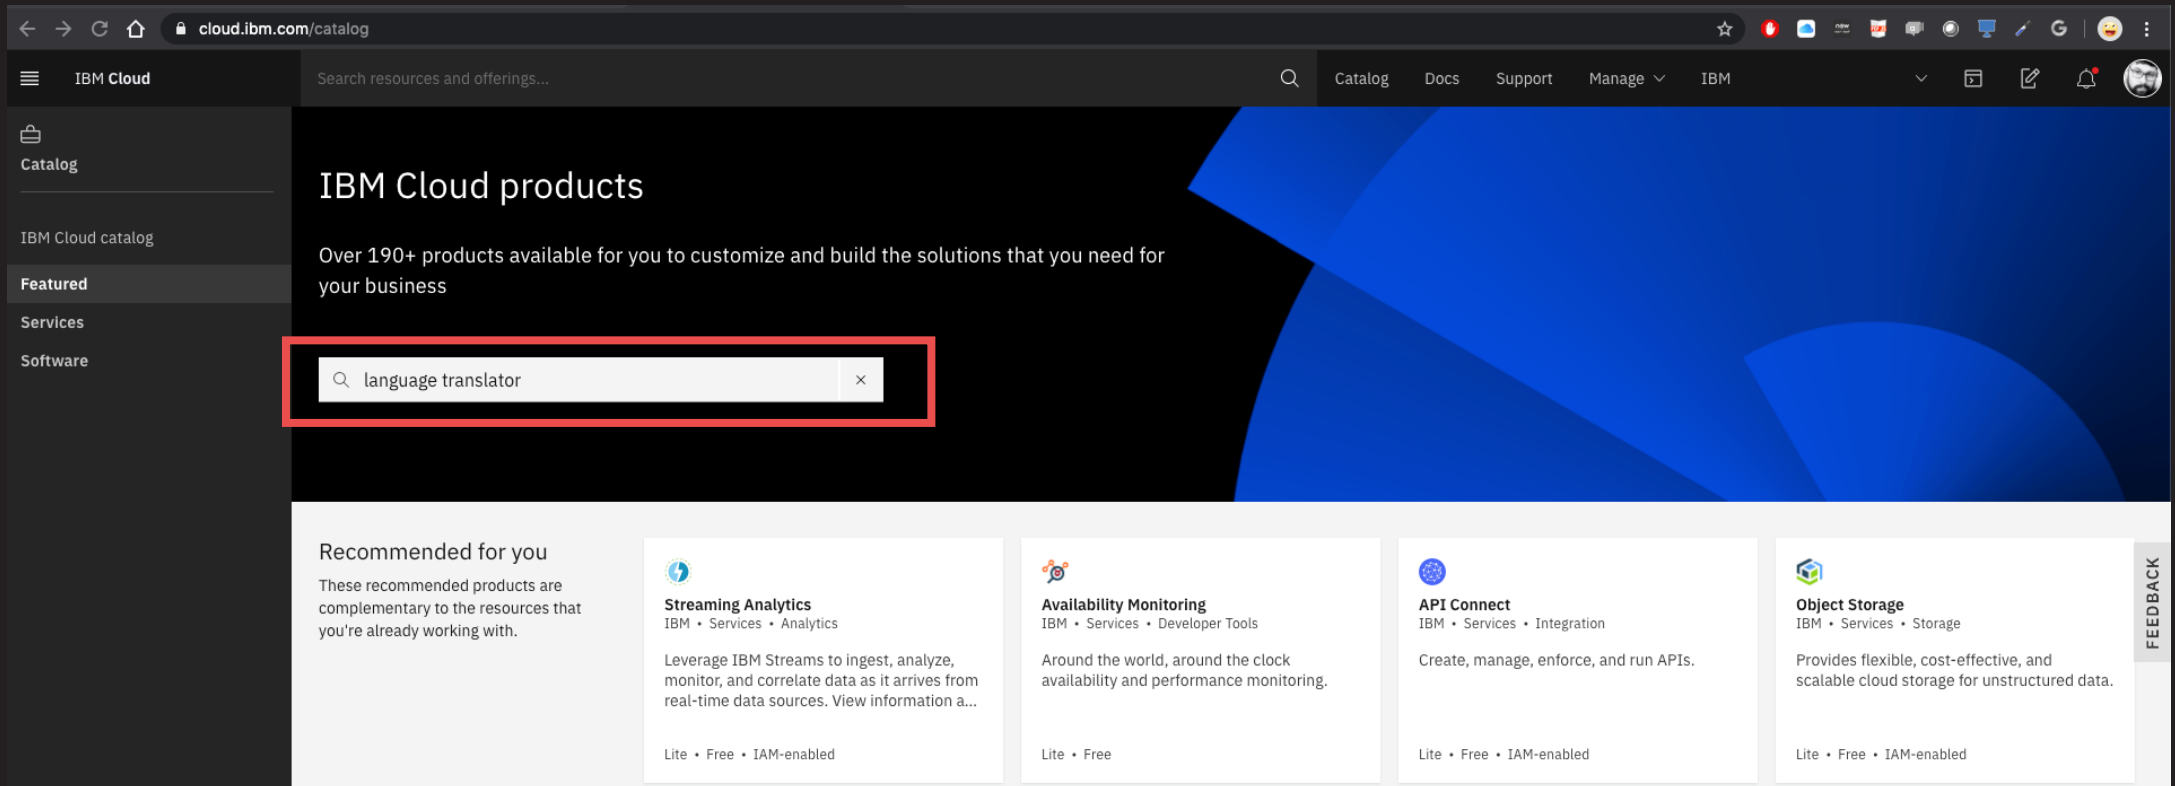 cloud.ibm.com/catalog
IBM Cloud
Search resources and offerings...
Catalog
Docs
Support
Manage
IBM
Catalog
IBM Cloud catalog
Featured
Services
Software
IBM Cloud products
Over 190+ products available for you to customize and build the solutions that you need for
your business
language translator
Recommended for you
These recommended products are
complementary to the resources that
you're already working with.
Streaming Analytics
IBM • Services • Analytics
Leverage IBM Streams to ingest, analyze,
monitor, and correlate data as it arrives from
real-time data sources. View information a...
Lite • Free • IAM-enabled
Availability Monitoring
IBM • Services • Developer Tools
Around the world, around the clock
availability and performance monitoring.
Lite • Free
API Connect
IBM • Services • Integration
Create, manage, enforce, and run APIs.
Lite • Free • IAM-enabled
Object Storage
IBM • Services • Storage
Provides flexible, cost-effective, and
scalable cloud storage for unstructured data.
Lite • Free • IAM-enabled
FEEDBACK